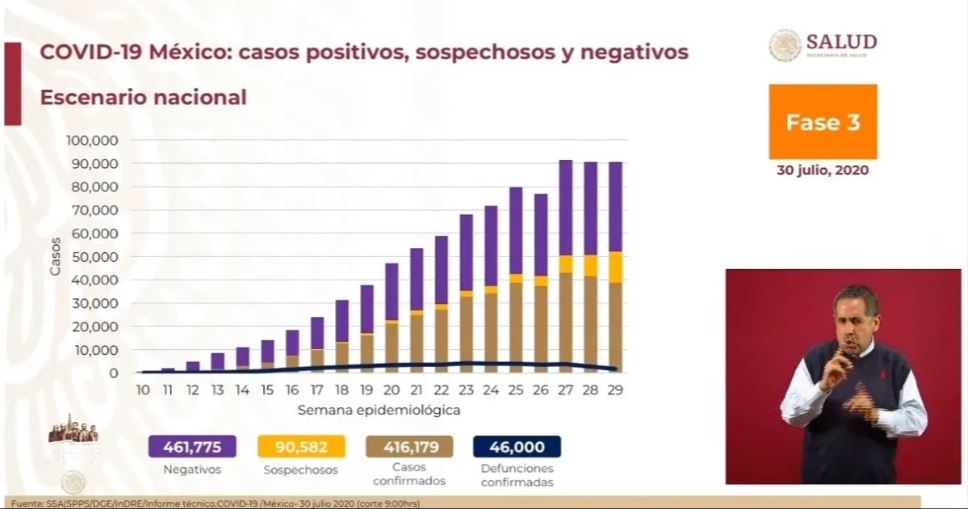 COVID-19 México: casos positivos, sospechosos y negativos
Escenario nacional
SALUD
SECRETARÍA DE SALUD
Fase 3
30 julio, 2020
100,000
90,000
80,000
70,000
60,000
50,000
40,000
30,000
20,000
10,000
0
Casos
10 11 12 13 14 15 16 17 18 19 20 21 22 23 24 25 26 27 28 29
Semana epidemiológica
461,775 90,582 416,179 46,000
Negativos Sospechosos Casos Defunciones
confirmados confirmadas
Fuente: SSA(SPPS/DGE/InDRE/Informe técnico.COVID-19 /México- 30 julio 2020 (corte 9:00hrs)